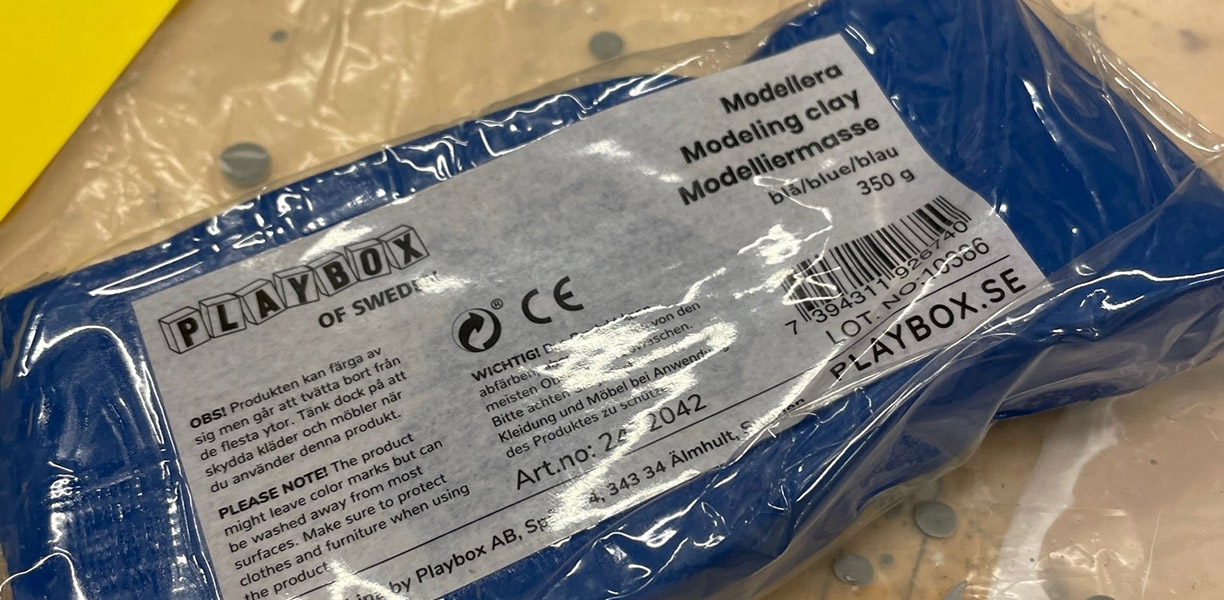 Modellera
Modeling clay
Modelliermasse
blå/blue/blau
350 g
PLAYBOX
OF
OBS! Produkten kan färga av
sig men går att tvätta bort från
de flesta ytor. Tänk dock på att
skydda kläder och möbler när
du använder denna produkt.
PLEASE NOTE! The product
might leave color marks but can
be washed away from most
surfaces. Make sure to protect
clothes and furniture when using
the product
®
CE
WICHTIG! von den
meisten
Bitte achten
Kleidung und Möbel bei
des Produktes zu
Art.no: 2042
by Playbox AB, 343 34 Älmhult,
7 394311 926740
LOT. NO:10386
PLAYBOX.SE